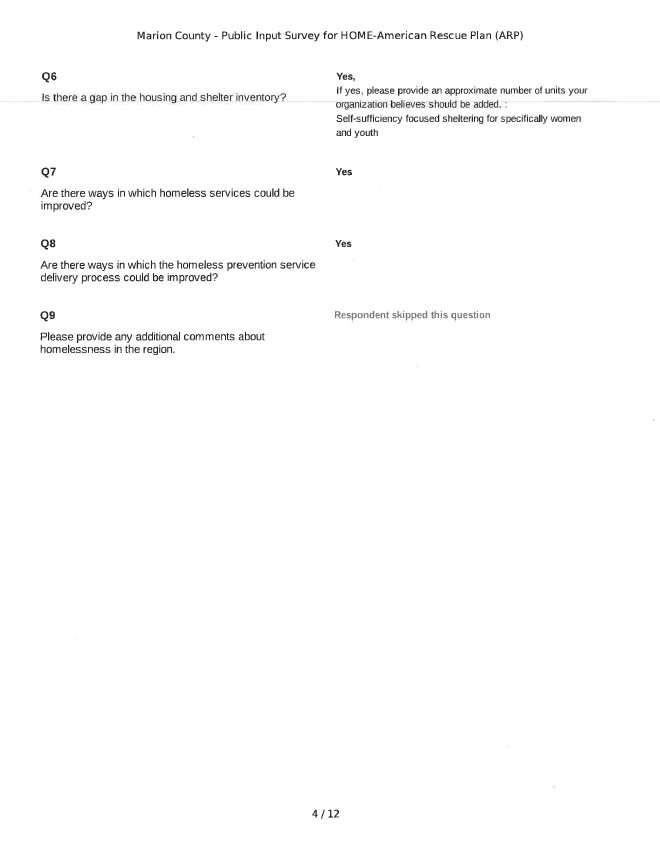 Marion County - Public Input Survey for HOME-American Rescue Plan (ARP)
Q6
Is there a gap in the housing and shelter inventory?
Yes,
If yes, please provide an approximate number of units your
organization believes should be added. :
Self-sufficiency focused sheltering for specifically women
and youth
Q7
Are there ways in which homeless services could be
improved?
Yes
Q8
Are there ways in which the homeless prevention service
delivery process could be improved?
Yes
Q9
Please provide any additional comments about
homelessness in the region.
Respondent skipped this question
4 / 12